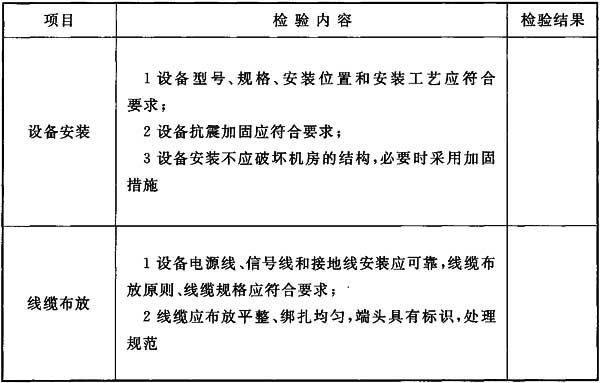 项目 检验内容 检验结果
1 设备型号、规格、安装位置和安装工艺应符合
要求；
设备安装
2 设备抗震加固应符合要求；
3 设备安装不应破坏机房的结构，必要时采用加固
措施
1 设备电源线、信号线和接地线安装应可靠，线缆布
放原则、线缆规格应符合要求；
线缆布放
2 线缆应布放平整、绑扎均匀，端头具有标识，处理
规范